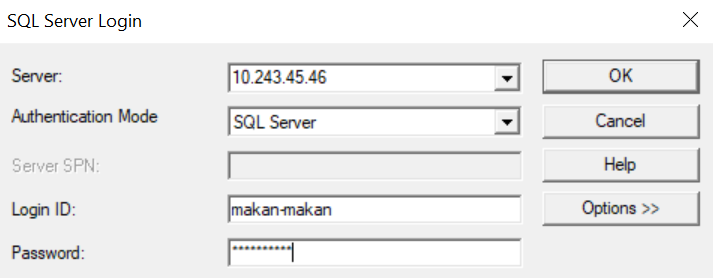 SQL Server Login
Server: 10.243.45.46 OK
Authentication Mode SQL Server Cancel
Server SPN: Help
Login ID: makan-makan Options >>
Password: **********